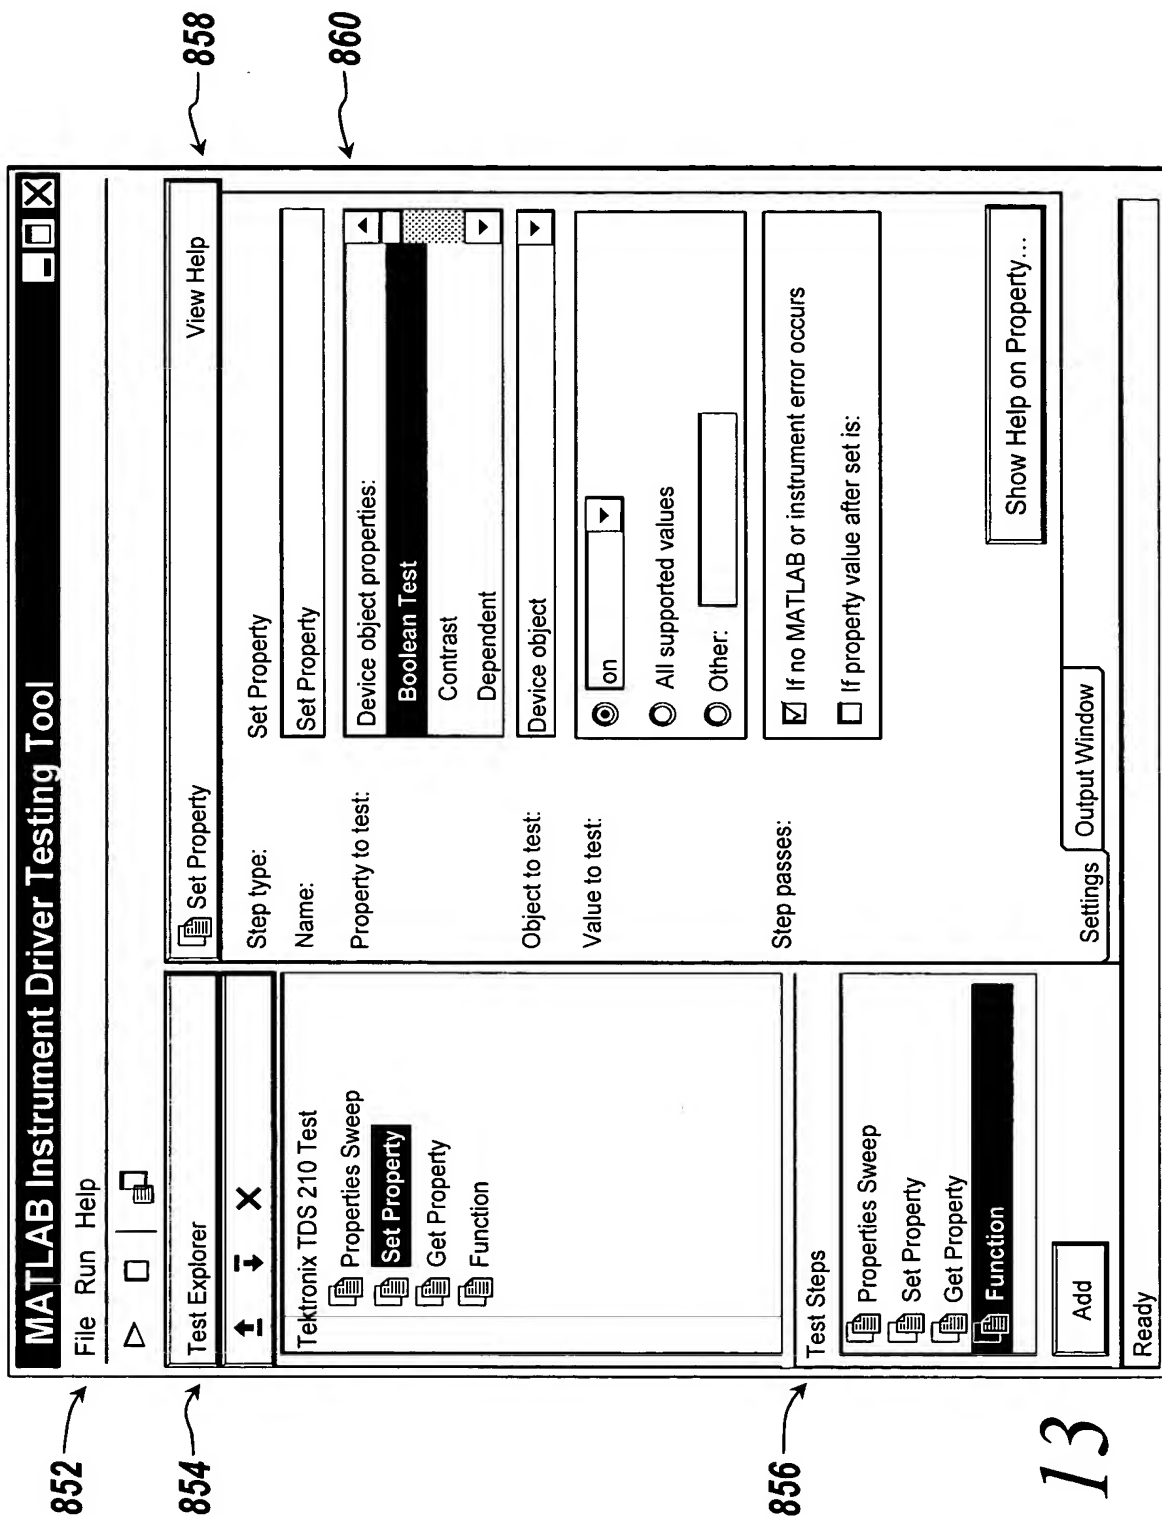 MATLAB Instrument Driver Testing Tool
File Run Help
Test Explorer
Tektronix TDS 210 Test
Properties Sweep
Set Property
Get Property
Function
Test Steps
Properties Sweep
Set Property
Get Property
Function
Add
Set Property View Help
Step type: Set Property
Name: Set Property
Property to test: Device object properties:
Boolean Test
Contrast
Dependent
Object to test: Device object
Value to test: on
All supported values
Other:
Step passes: If no MATLAB or instrument error occurs
If property value after set is:
Show Help on Property...
Settings Output Window
Ready
852
854
856
858
860
13